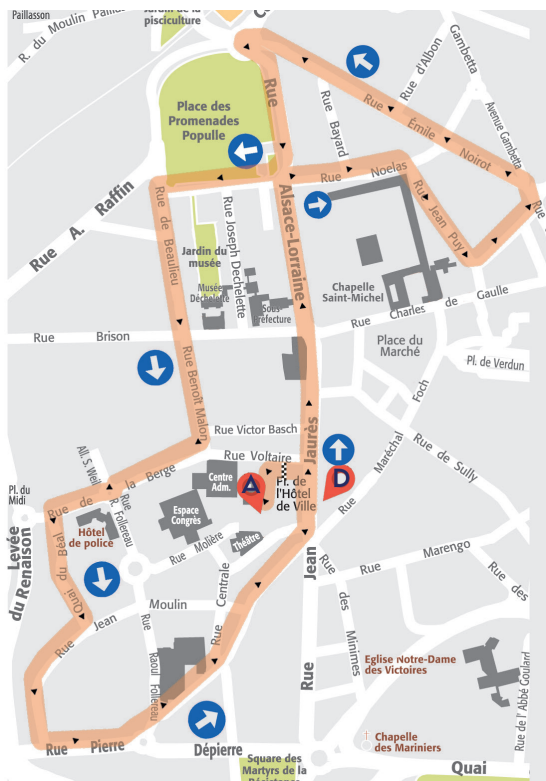 Paillasson
Jardin de la
pisciculture
R. du Moulin Paillasson
Place des
Promenades
Populle
Rue
Alsace-Lorraine
Rue Bayard
Rue d'Albon
Gambetta
Avenue Gambetta
Rue Émile Noirot
Rue Noelas
Rue Jean Puy
Rue A. Raffin
Rue de Beaulieu
Rue Joseph Dechelette
Jardin du
musée
Musée
Déchelette
Sous-
Préfecture
Chapelle
Saint-Michel
Rue Charles de Gaulle
Rue Brison
Place du
Marché
Pl. de Verdun
Rue Benoît Malon
Rue Victor Basch
Rue Voltaire
Jaurès
Rue Maréchal Foch
Rue de Sully
All. S. Weil
Rue de la Berge
Rue
R. Follereau
Centre
Adm.
A
D
Pl. de
l'Hôtel
de Ville
Pl. du
Midi
Espace
Congrès
Hôtel
de police
Levée
du Renaison
Quai du Béal
Rue Molière
Théâtre
Jean
Rue Marengo
Rue des
Rue Jean Moulin
Rue Centrale
Rue des Minimes
Rue
Raoul Follereau
Rue
Eglise Notre-Dame
des Victoires
Rue de l'Abbé Goulard
Chapelle
des Mariniers
Rue Pierre Dépierre
Square des
Martyrs de la
Résistance
Quai